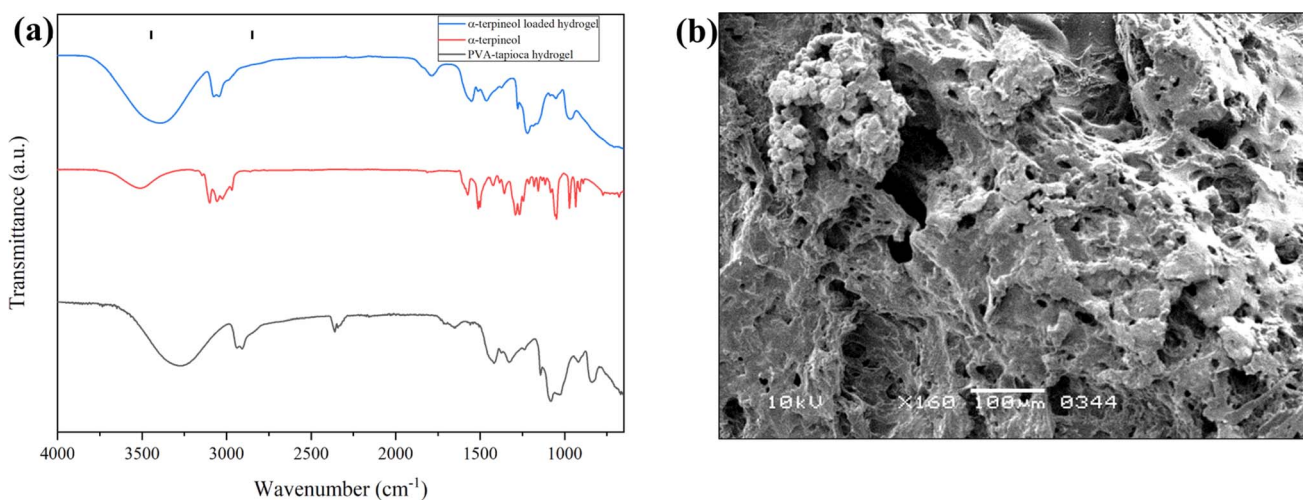 (a)
α-terpineol loaded hydrogel
α-terpineol
PVA-tapioca hydrogel
Transmittance (a.u.)
4000 3500 3000 2500 2000 1500 1000
Wavenumber (cm⁻¹)
(b)
10kV X160 100μm 0344